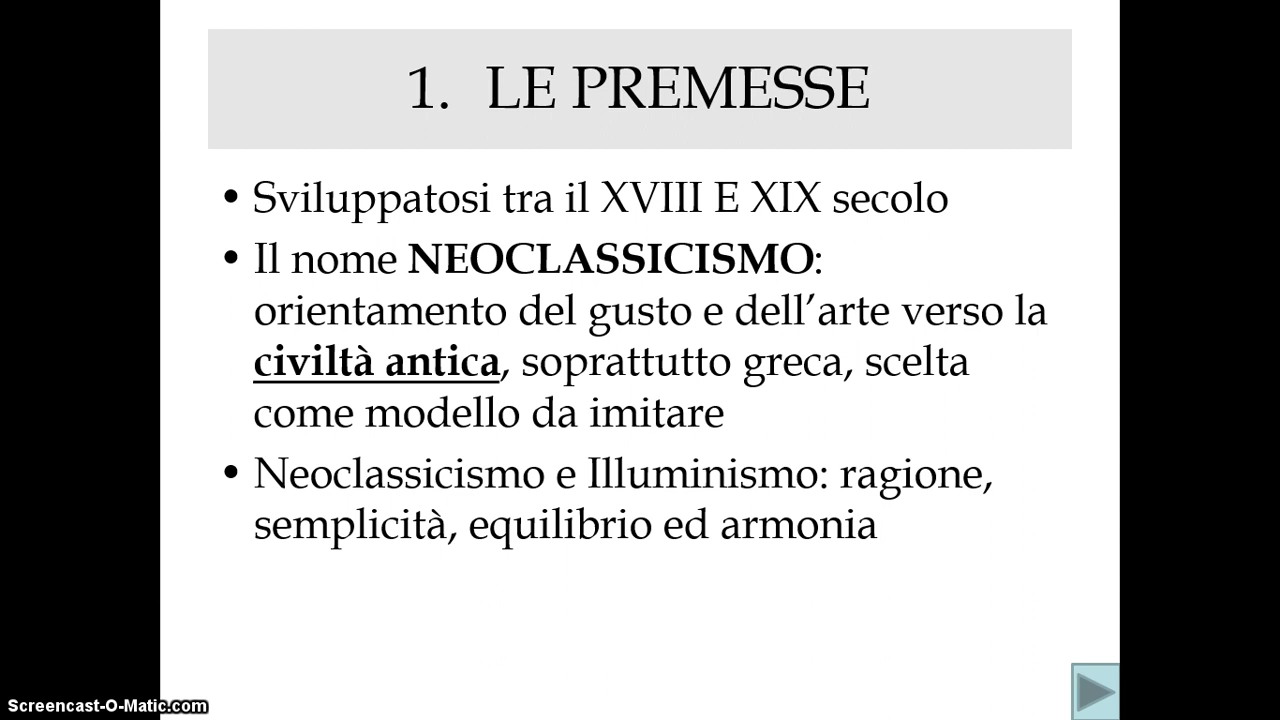 1. LE PREMESSE
• Sviluppatosi tra il XVIII E XIX secolo
• Il nome NEOCLASSICISMO:
orientamento del gusto e dell’arte verso la
civiltà antica, soprattutto greca, scelta
come modello da imitare
• Neoclassicismo e Illuminismo: ragione,
semplicità, equilibrio ed armonia
Screencast-O-Matic.com